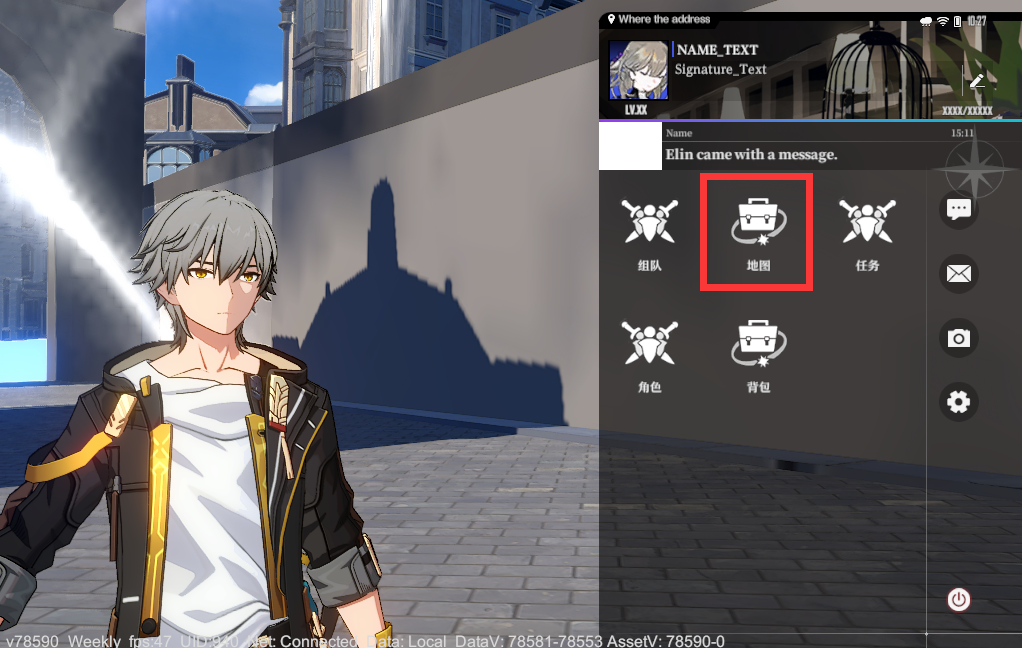 Where the address
10:27
NAME_TEXT
Signature_Text
LV.XX
XXXX/XXXXX
Name
15:11
Elin came with a message.
组队
地图
任务
角色
背包
v78590 Weekly fps:47 UID:940 Net: Connected Data: Local DataV: 78581-78553 AssetV: 78590-0